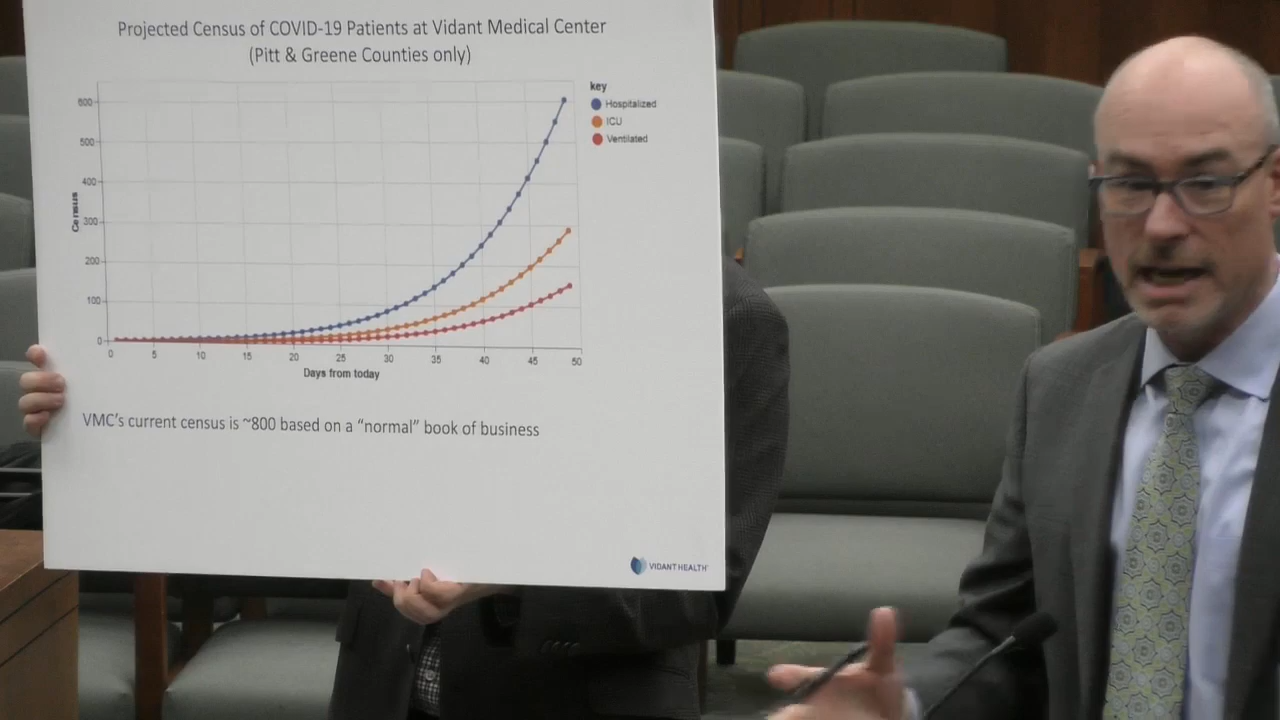 Projected Census of COVID-19 Patients at Vidant Medical Center
(Pitt & Greene Counties only)
key
Hospitalized
ICU
Ventilated
600
500
400
300
200
100
0
Census
0 5 10 15 20 25 30 35 40 45 50
Days from today
VMC's current census is ~800 based on a "normal" book of business
VIDANT HEALTH